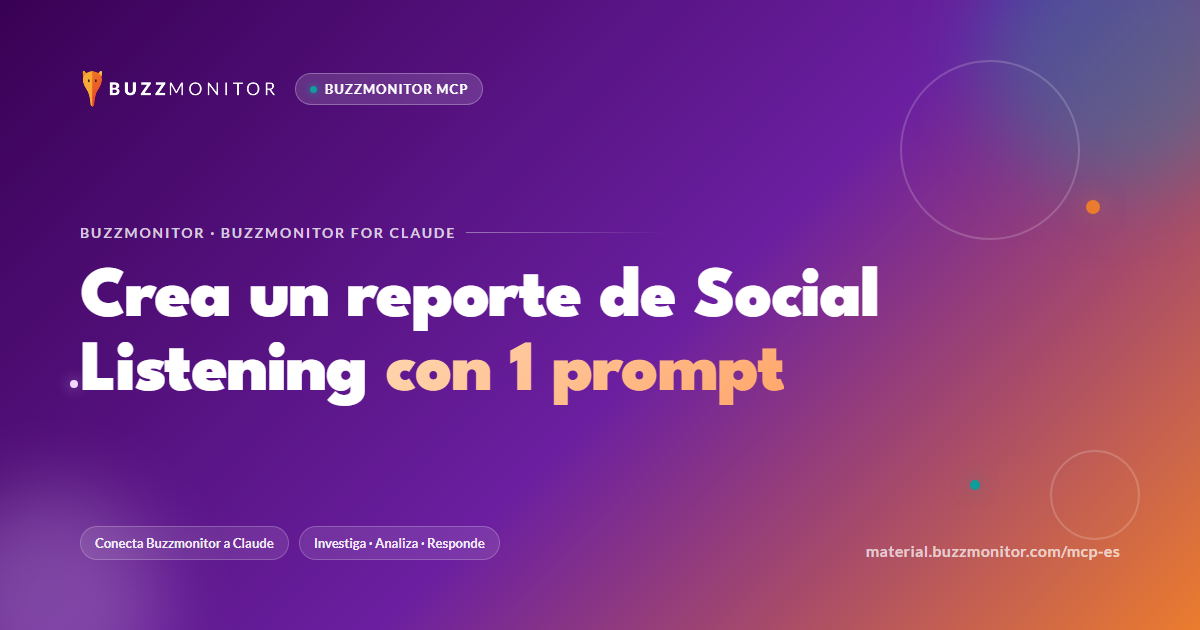 BUZZMONITOR
BUZZMONITOR MCP
BUZZMONITOR · BUZZMONITOR FOR CLAUDE
Crea un reporte de Social
Listening con 1 prompt
Conecta Buzzmonitor a Claude
Investiga · Analiza · Responde
material.buzzmonitor.com/mcp-es